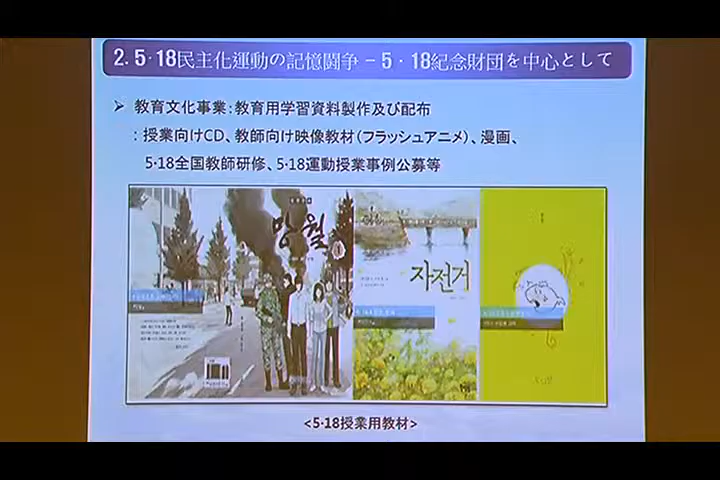 2. 5·18民主化運動の記憶闘争 – 5・18紀念財団を中心として
➢ 教育文化事業：教育用学習資料製作及び配布
：授業向けCD、教師向け映像教材（フラッシュアニメ）、漫画、
5·18全国教師研修、5·18運動授業事例公募等
망월
자전거
<5·18授業用教材>